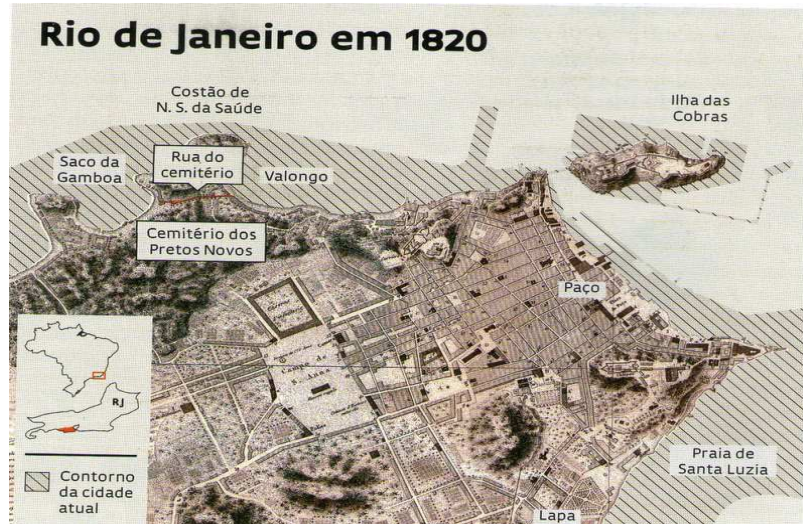 Rio de Janeiro em 1820
Costão de
N. S. da Saúde
Ilha das
Cobras
Saco da
Gamboa
Rua do
cemitério
Valongo
Cemitério dos
Pretos Novos
Paço
RJ
Contorno
da cidade
atual
Praia de
Santa Luzia
Lapa